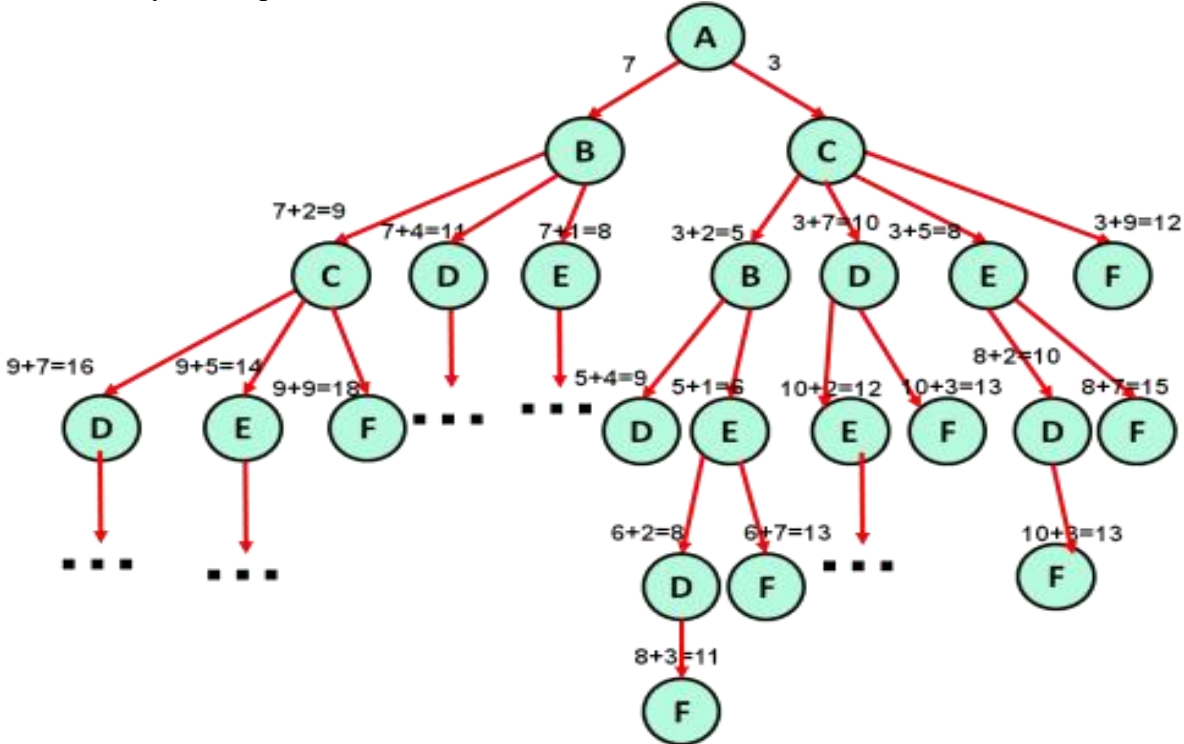 A
7 3
B C
7+2=9 7+4=11 7+1=8 3+2=5 3+7=10 3+5=8 3+9=12
C D E B D E F
9+7=16 9+5=14 9+9=18 5+4=9 5+1=6 10+2=12 10+3=13 8+2=10 8+7=15
D E F D E E F D F
6+2=8 6+7=13 10+3=13
D F F
8+3=11
F